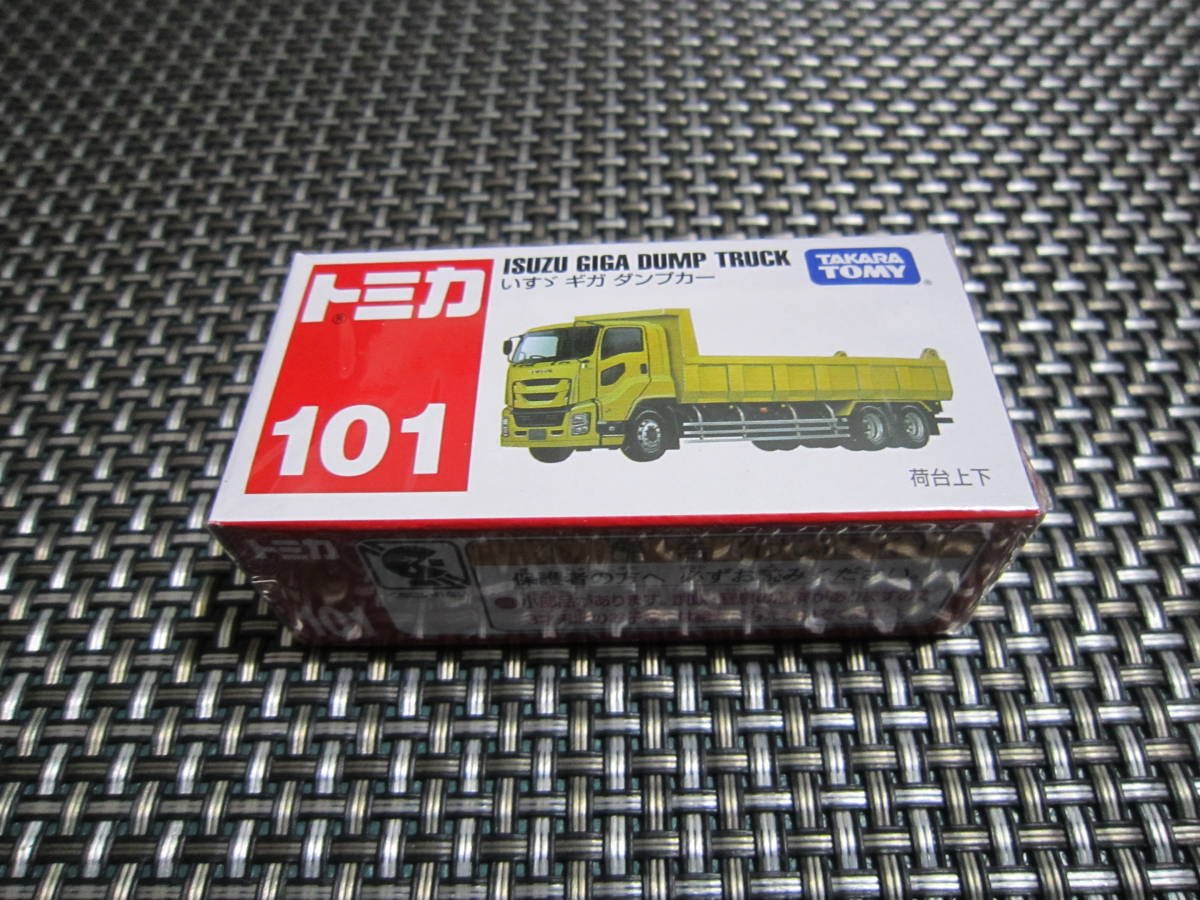 トミカ
101
ISUZU GIGA DUMP TRUCK
いすゞ ギガ ダンプカー
TAKARA TOMY
荷台上下
トミカ
101
保護者の方へ 必ずお読みください。